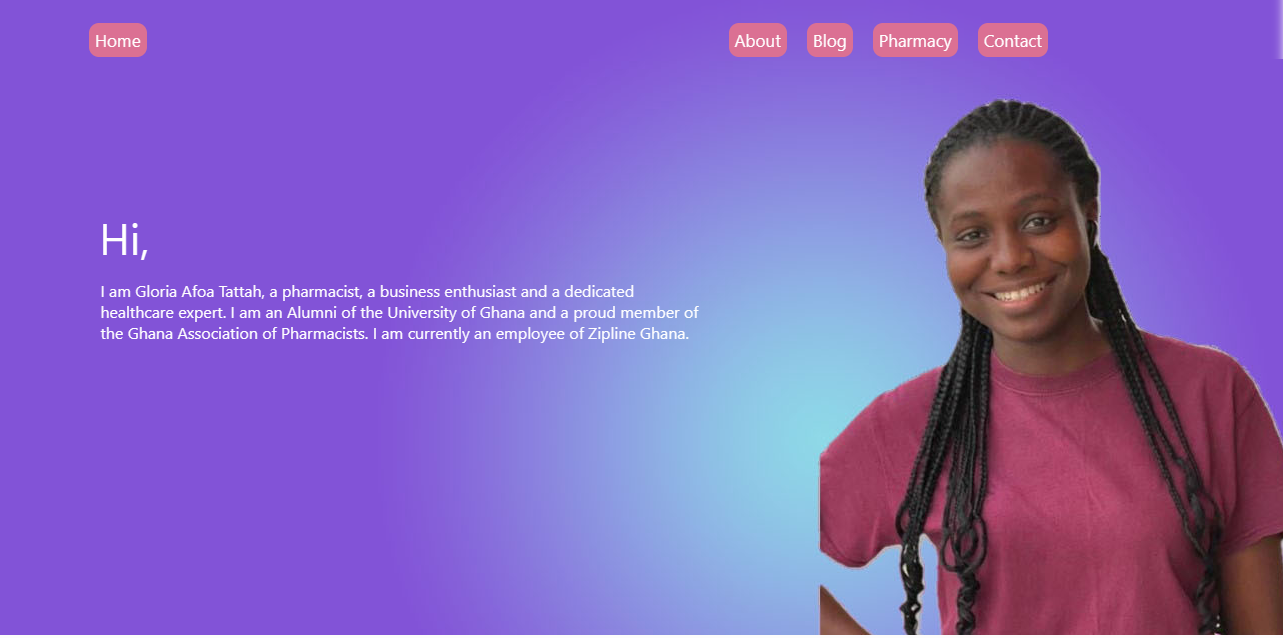 Home About Blog Pharmacy Contact
Hi,
I am Gloria Afoa Tattah, a pharmacist, a business enthusiast and a dedicated
healthcare expert. I am an Alumni of the University of Ghana and a proud member of
the Ghana Association of Pharmacists. I am currently an employee of Zipline Ghana.